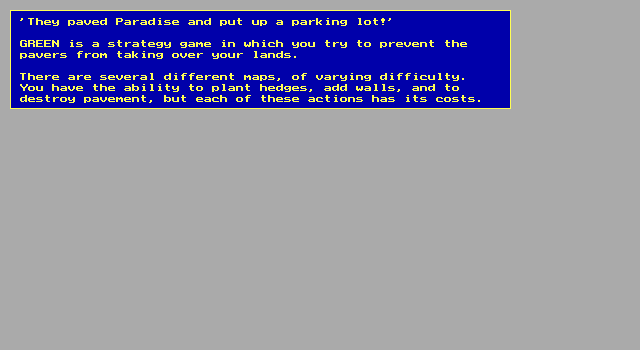 'They paved Paradise and put up a parking lot!'
GREEN is a strategy game in which you try to prevent the
pavers from taking over your lands.
There are several different maps, of varying difficulty.
You have the ability to plant hedges, add walls, and to
destroy pavement, but each of these actions has its costs.